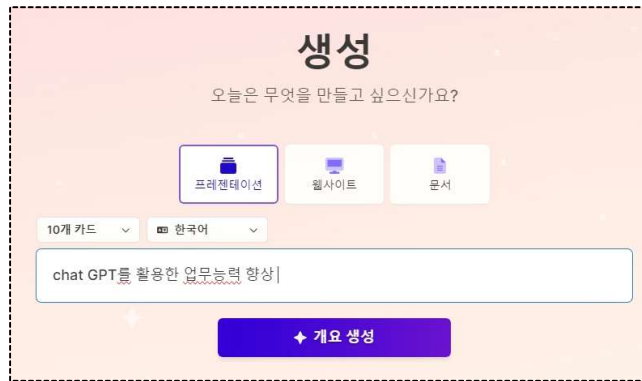 생성
오늘은 무엇을 만들고 싶으신가요?
프레젠테이션 웹사이트 문서
10개 카드 한국어
chat GPT를 활용한 업무능력 향상
개요 생성